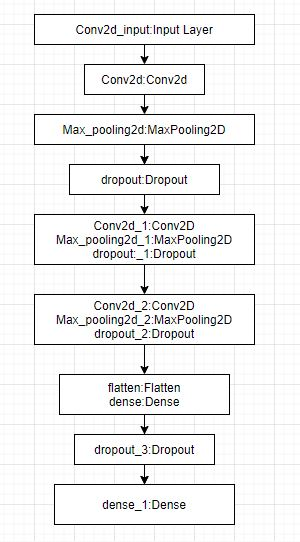 Conv2d_input:Input Layer
Conv2d:Conv2d
Max_pooling2d:MaxPooling2D
dropout:Dropout
Conv2d_1:Conv2D
Max_pooling2d_1:MaxPooling2D
dropout:_1:Dropout
Conv2d_2:Conv2D
Max_pooling2d_2:MaxPooling2D
dropout_2:Dropout
flatten:Flatten
dense:Dense
dropout_3:Dropout
dense_1:Dense